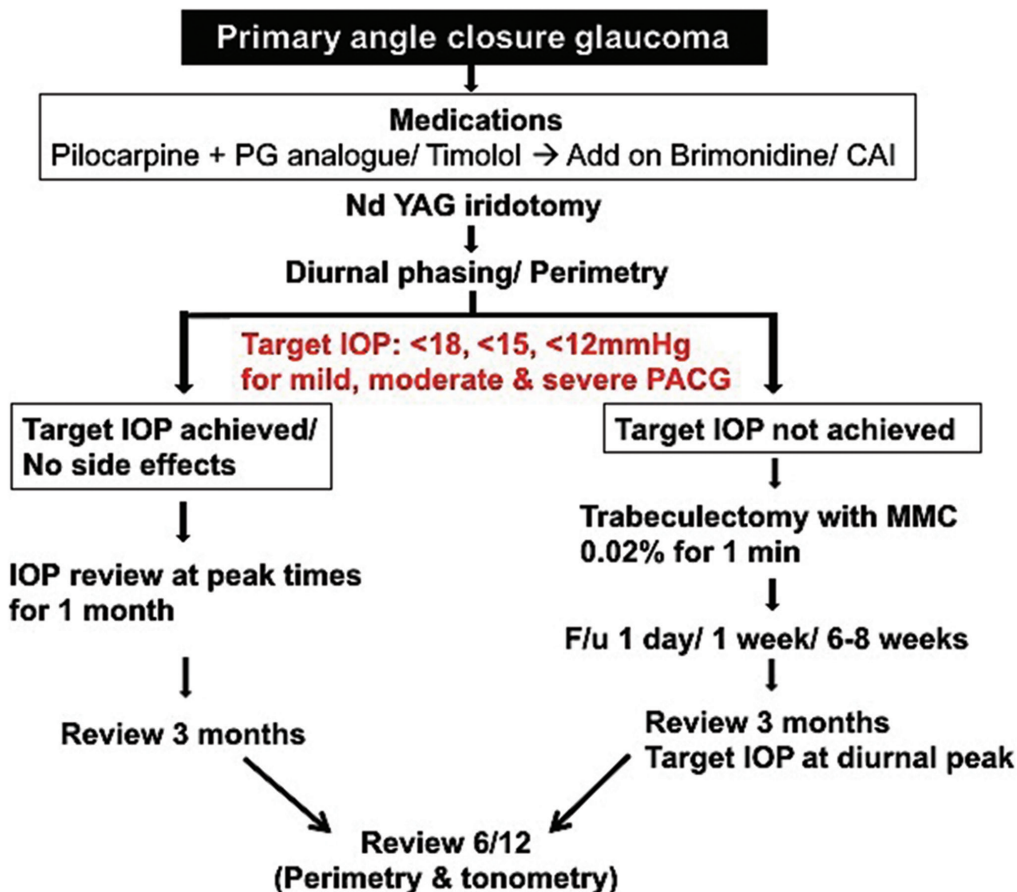 Primary angle closure glaucoma
Medications
Pilocarpine + PG analogue/ Timolol → Add on Brimonidine/ CAI
Nd YAG iridotomy
Diurnal phasing/ Perimetry
Target IOP: <18, <15, <12mmHg
for mild, moderate & severe PACG
Target IOP achieved/
No side effects
IOP review at peak times
for 1 month
Review 3 months
Target IOP not achieved
Trabeculectomy with MMC
0.02% for 1 min
F/u 1 day/ 1 week/ 6-8 weeks
Review 3 months
Target IOP at diurnal peak
Review 6/12
(Perimetry & tonometry)